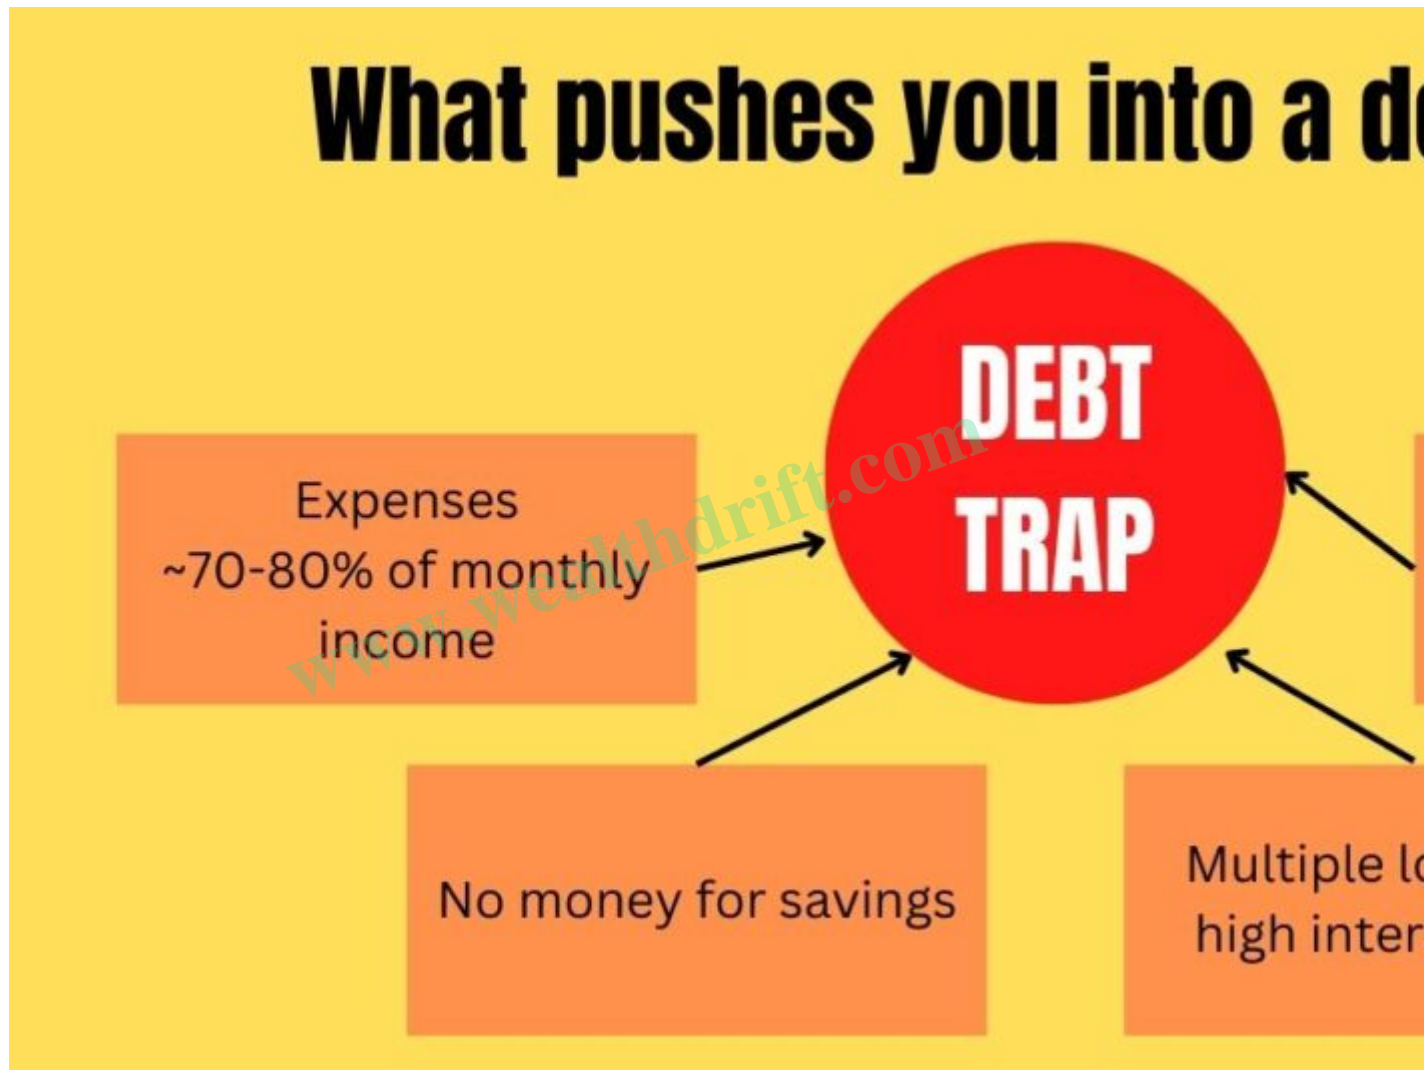 What pushes you into a
DEBT
TRAP
Expenses
~70-80% of monthly
income
www.wealthdrift.com
No money for savings
Multiple
high